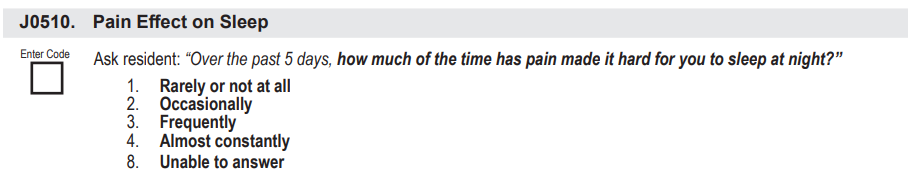 J0510. Pain Effect on Sleep
Enter Code
Ask resident: “Over the past 5 days, how much of the time has pain made it hard for you to sleep at night?”
1. Rarely or not at all
2. Occasionally
3. Frequently
4. Almost constantly
8. Unable to answer